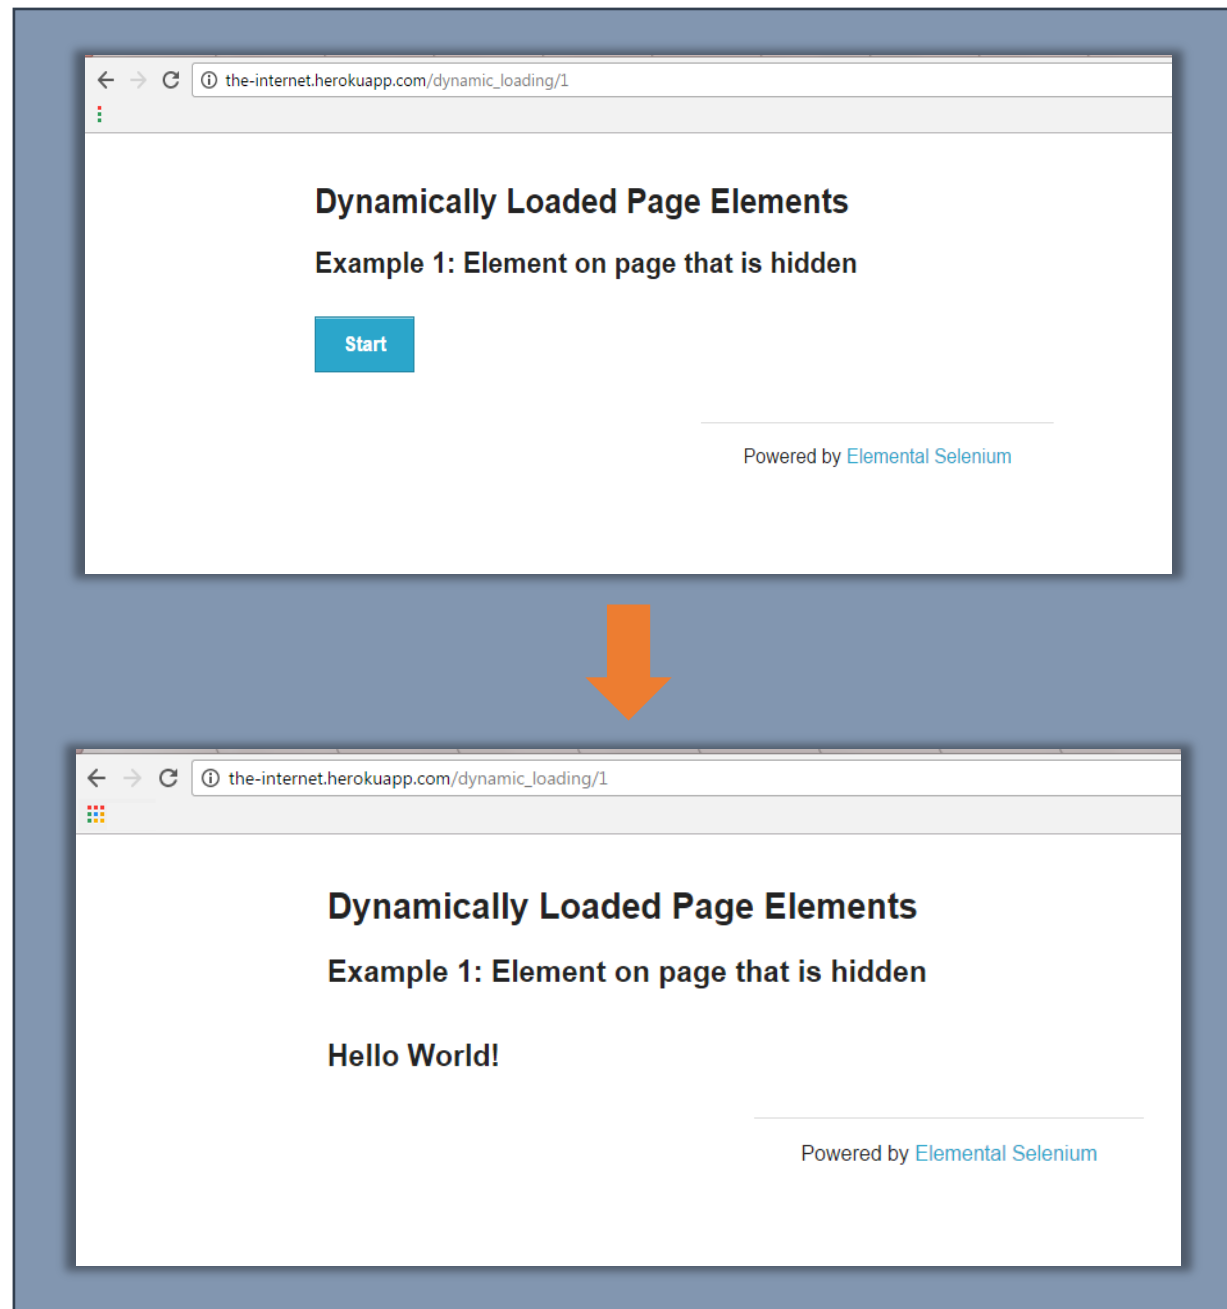 the-internet.herokuapp.com/dynamic_loading/1
Dynamically Loaded Page Elements
Example 1: Element on page that is hidden
Start
Powered by Elemental Selenium
the-internet.herokuapp.com/dynamic_loading/1
Dynamically Loaded Page Elements
Example 1: Element on page that is hidden
Hello World!
Powered by Elemental Selenium